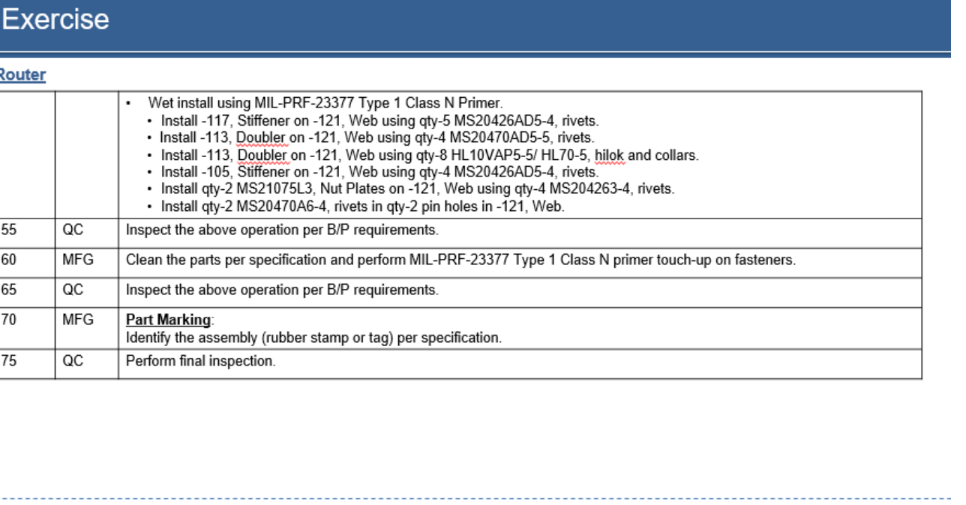 Exercise
Router
• Wet install using MIL-PRF-23377 Type 1 Class N Primer.
• Install -117, Stiffener on -121, Web using qty-5 MS20426AD5-4, rivets.
• Install -113, Doubler on -121, Web using qty-4 MS20470AD5-5, rivets.
• Install -113, Doubler on -121, Web using qty-8 HL10VAP5-5/ HL70-5, hilok and collars.
• Install -105, Stiffener on -121, Web using qty-4 MS20426AD5-4, rivets.
• Install qty-2 MS21075L3, Nut Plates on -121, Web using qty-4 MS204263-4, rivets.
• Install qty-2 MS20470A6-4, rivets in qty-2 pin holes in -121, Web.
55 QC Inspect the above operation per B/P requirements.
60 MFG Clean the parts per specification and perform MIL-PRF-23377 Type 1 Class N primer touch-up on fasteners.
65 QC Inspect the above operation per B/P requirements.
70 MFG Part Marking:
Identify the assembly (rubber stamp or tag) per specification.
75 QC Perform final inspection.